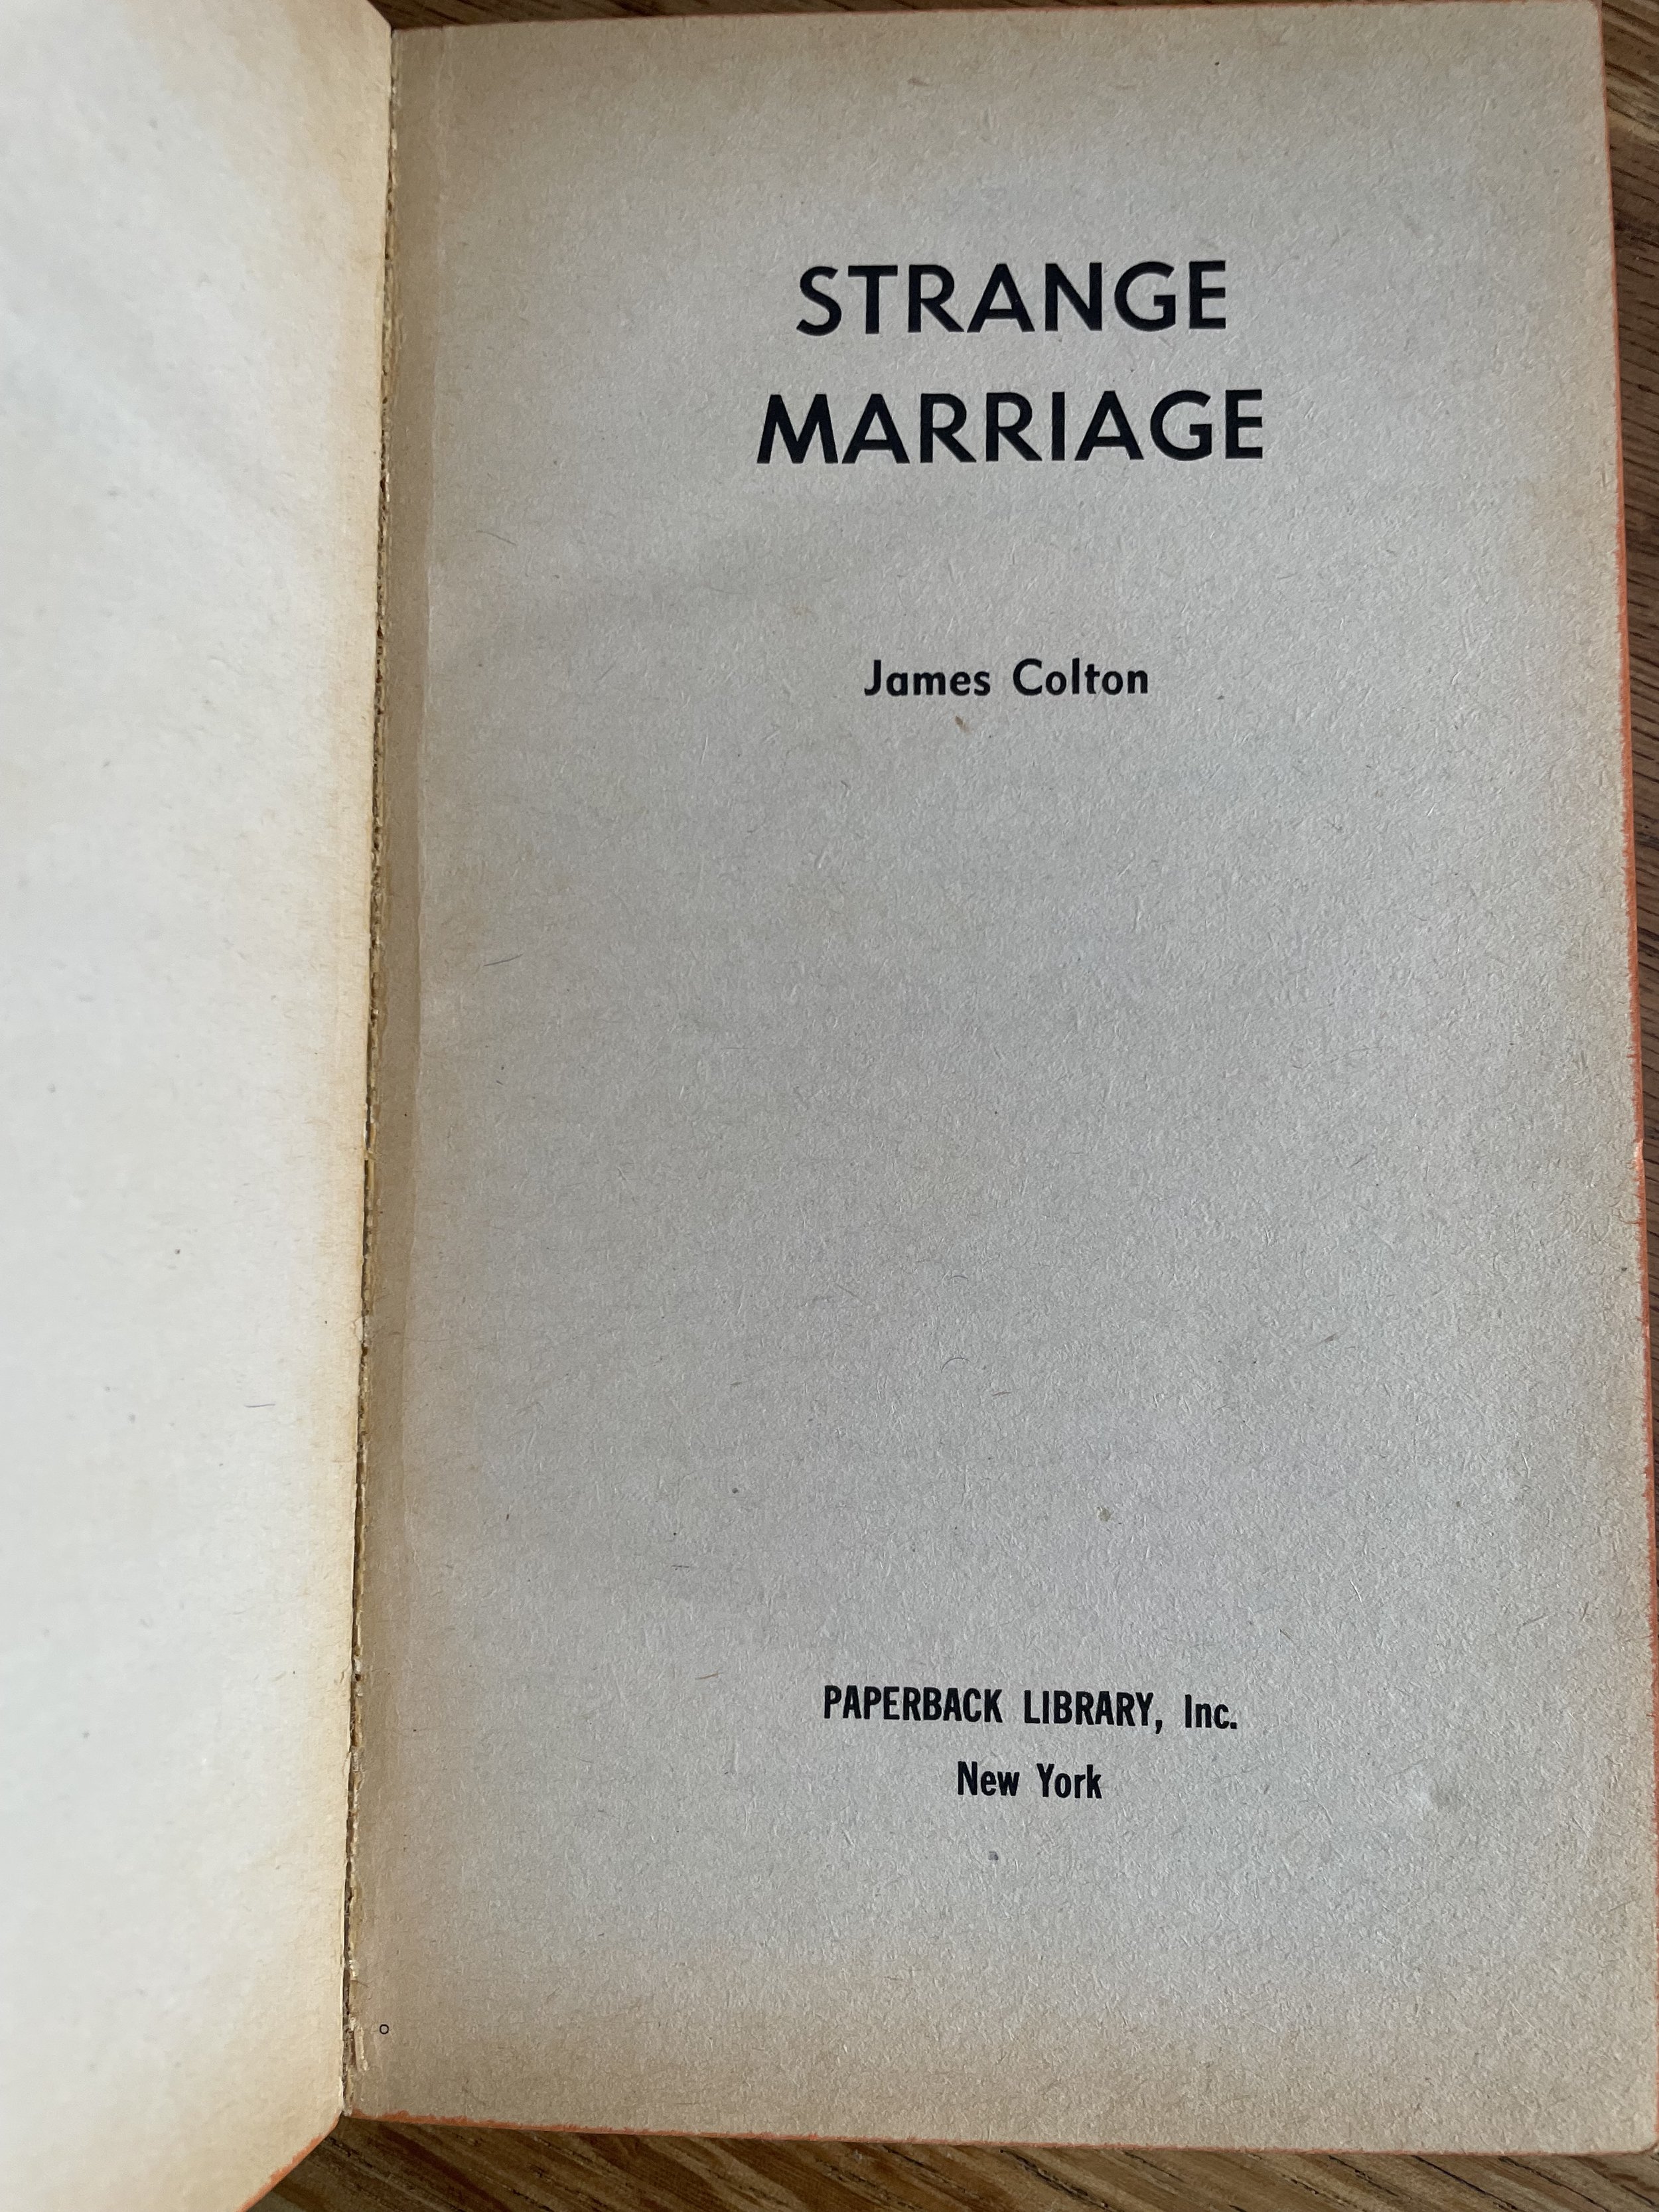 STRANGE
MARRIAGE
James Colton
PAPERBACK LIBRARY, Inc.
New York